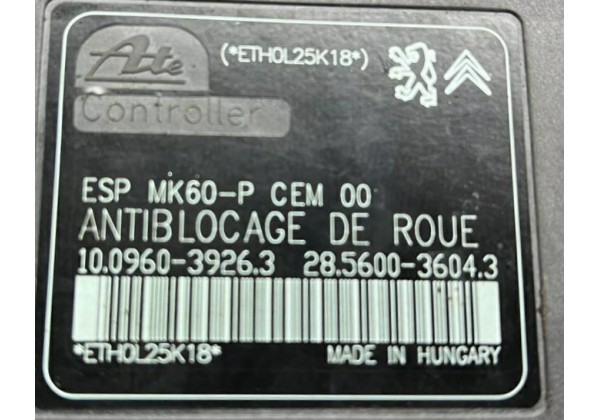 Ate
(*ETH0L25K18*)
Controller
ESP MK60-P CEM 00
ANTIBLOCAGE DE ROUE
10.0960-3926.3 28.5600-3604.3
*ETH0L25K18*
MADE IN HUNGARY